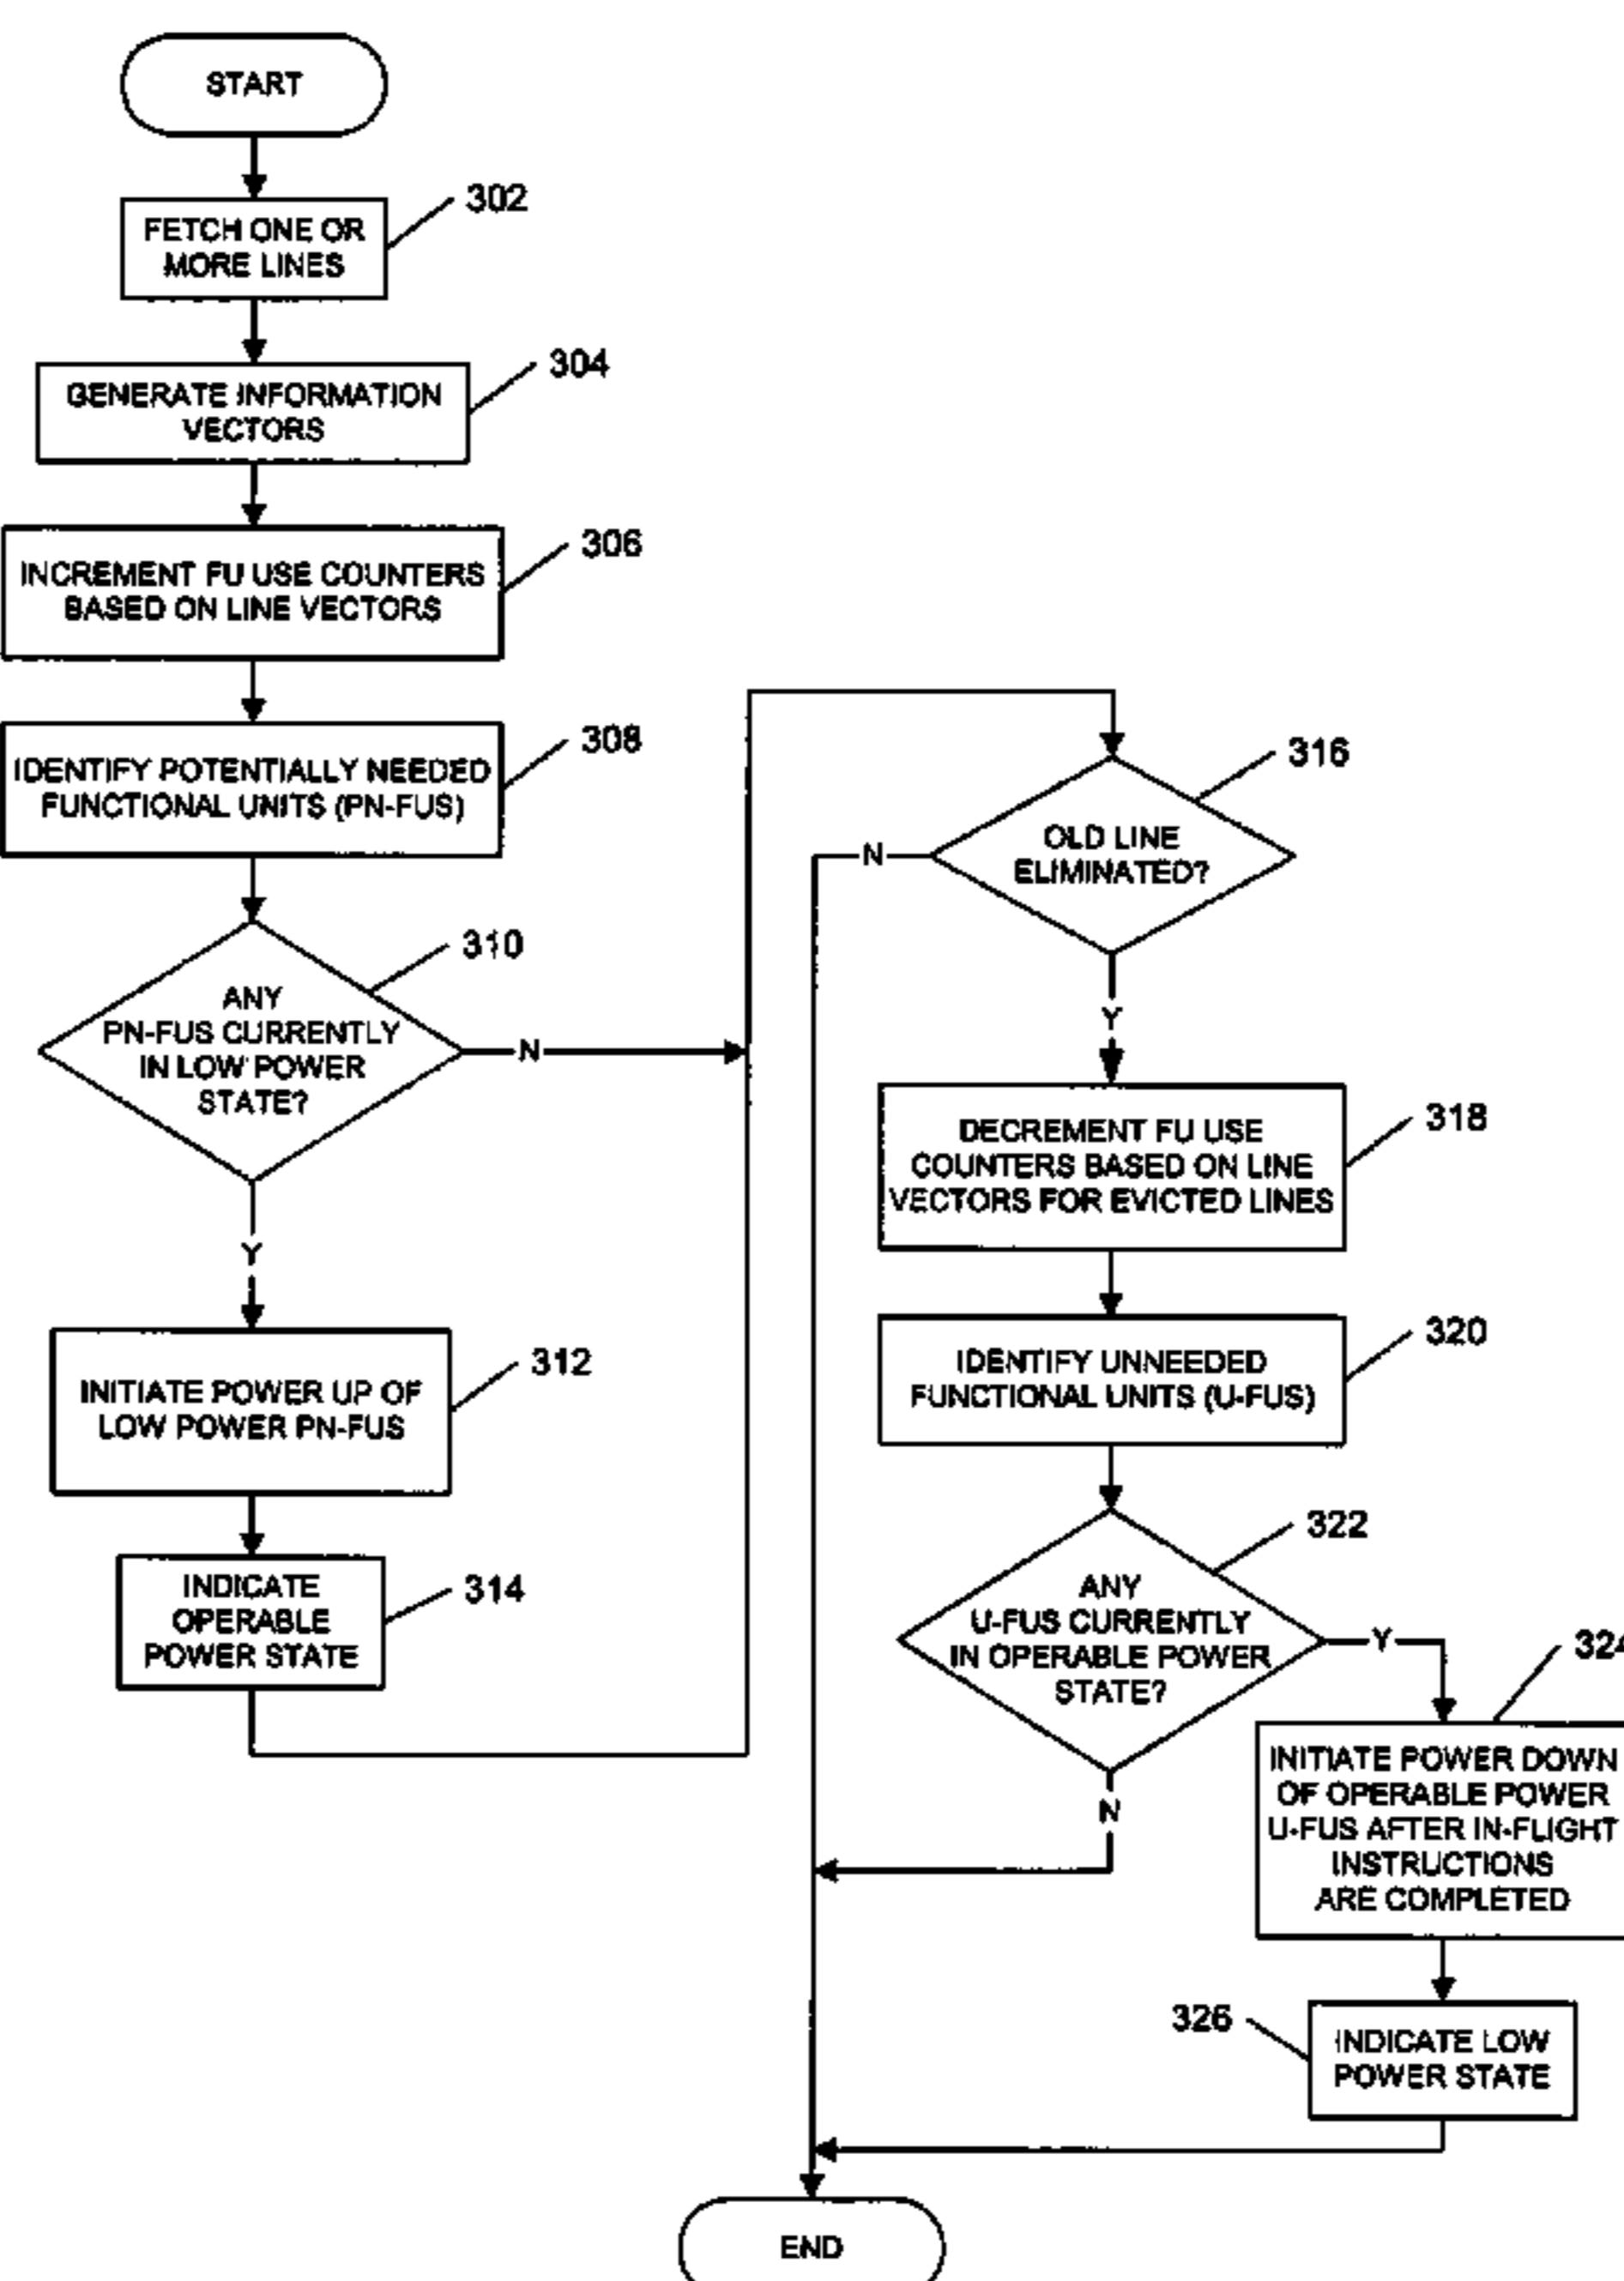 START
302
FETCH ONE OR
MORE LINES
304
GENERATE INFORMATION
VECTORS
306
INCREMENT FU USE COUNTERS
BASED ON LINE VECTORS
308
IDENTIFY POTENTIALLY NEEDED
FUNCTIONAL UNITS (PN-FUS)
310
ANY
PN-FUS CURRENTLY
IN LOW POWER
STATE?
N
Y
312
INITIATE POWER UP OF
LOW POWER PN-FUS
314
INDICATE
OPERABLE
POWER STATE
316
OLD LINE
ELIMINATED?
N
Y
318
DECREMENT FU USE
COUNTERS BASED ON LINE
VECTORS FOR EVICTED LINES
320
IDENTIFY UNNEEDED
FUNCTIONAL UNITS (U-FUS)
322
ANY
U-FUS CURRENTLY
IN OPERABLE POWER
STATE?
Y
N
324
INITIATE POWER DOWN
OF OPERABLE POWER
U-FUS AFTER IN-FLIGHT
INSTRUCTIONS
ARE COMPLETED
326
INDICATE LOW
POWER STATE
END